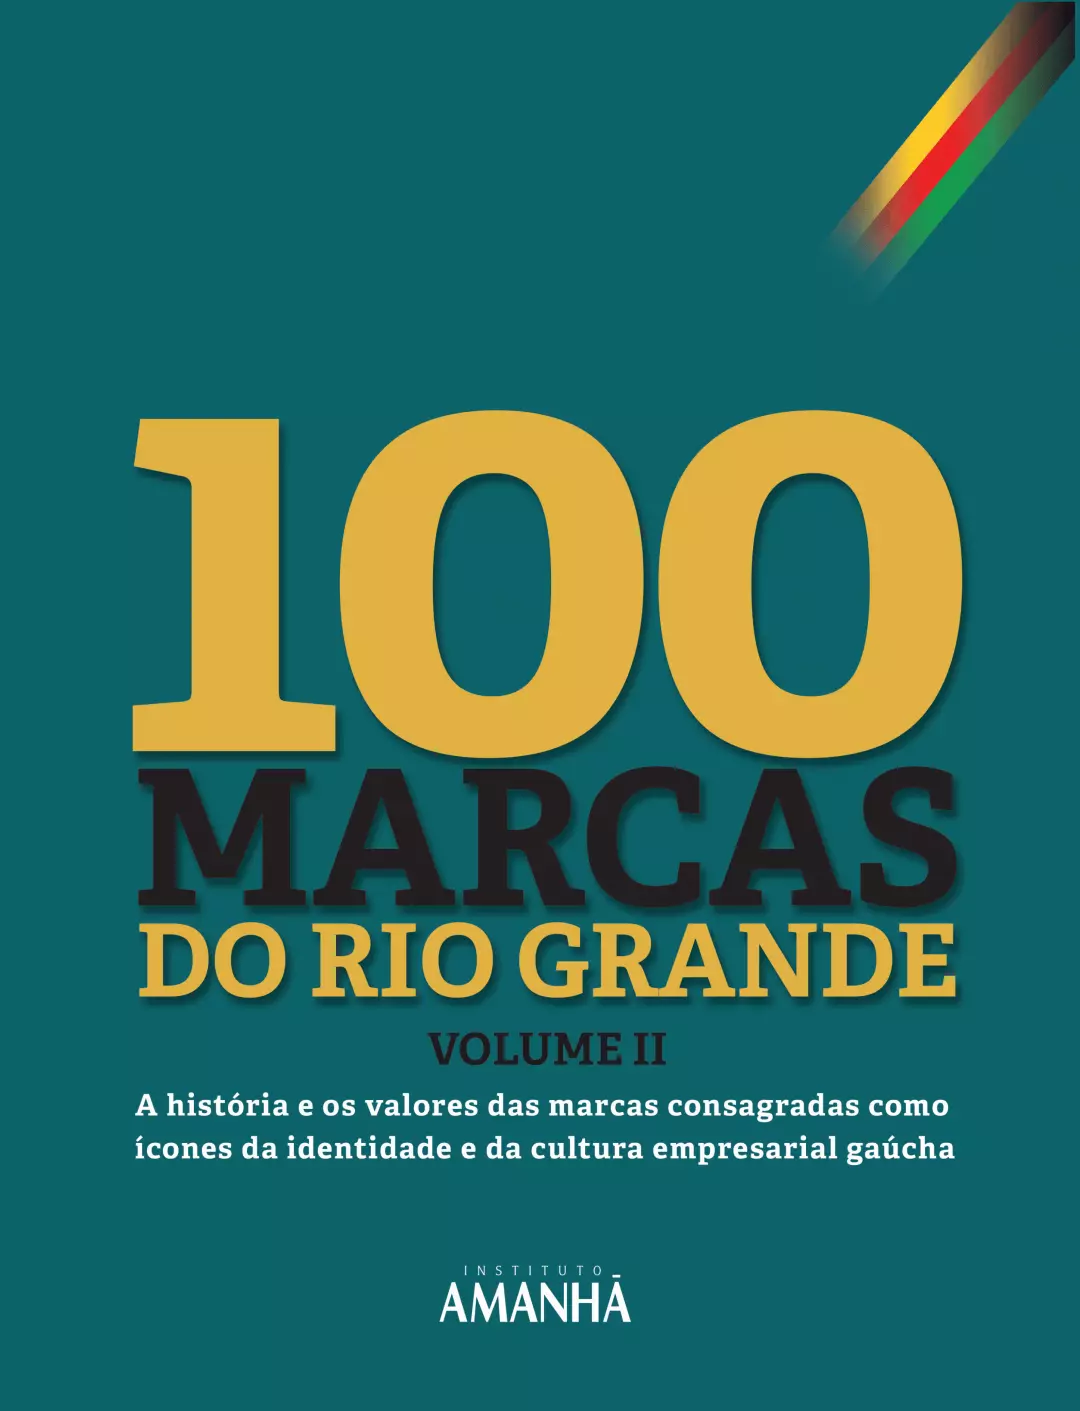 100
MARCAS
DO RIO GRANDE
VOLUME II
A história e os valores das marcas consagradas como
ícones da identidade e da cultura empresarial gaúcha
INSTITUTO
AMANHÃ